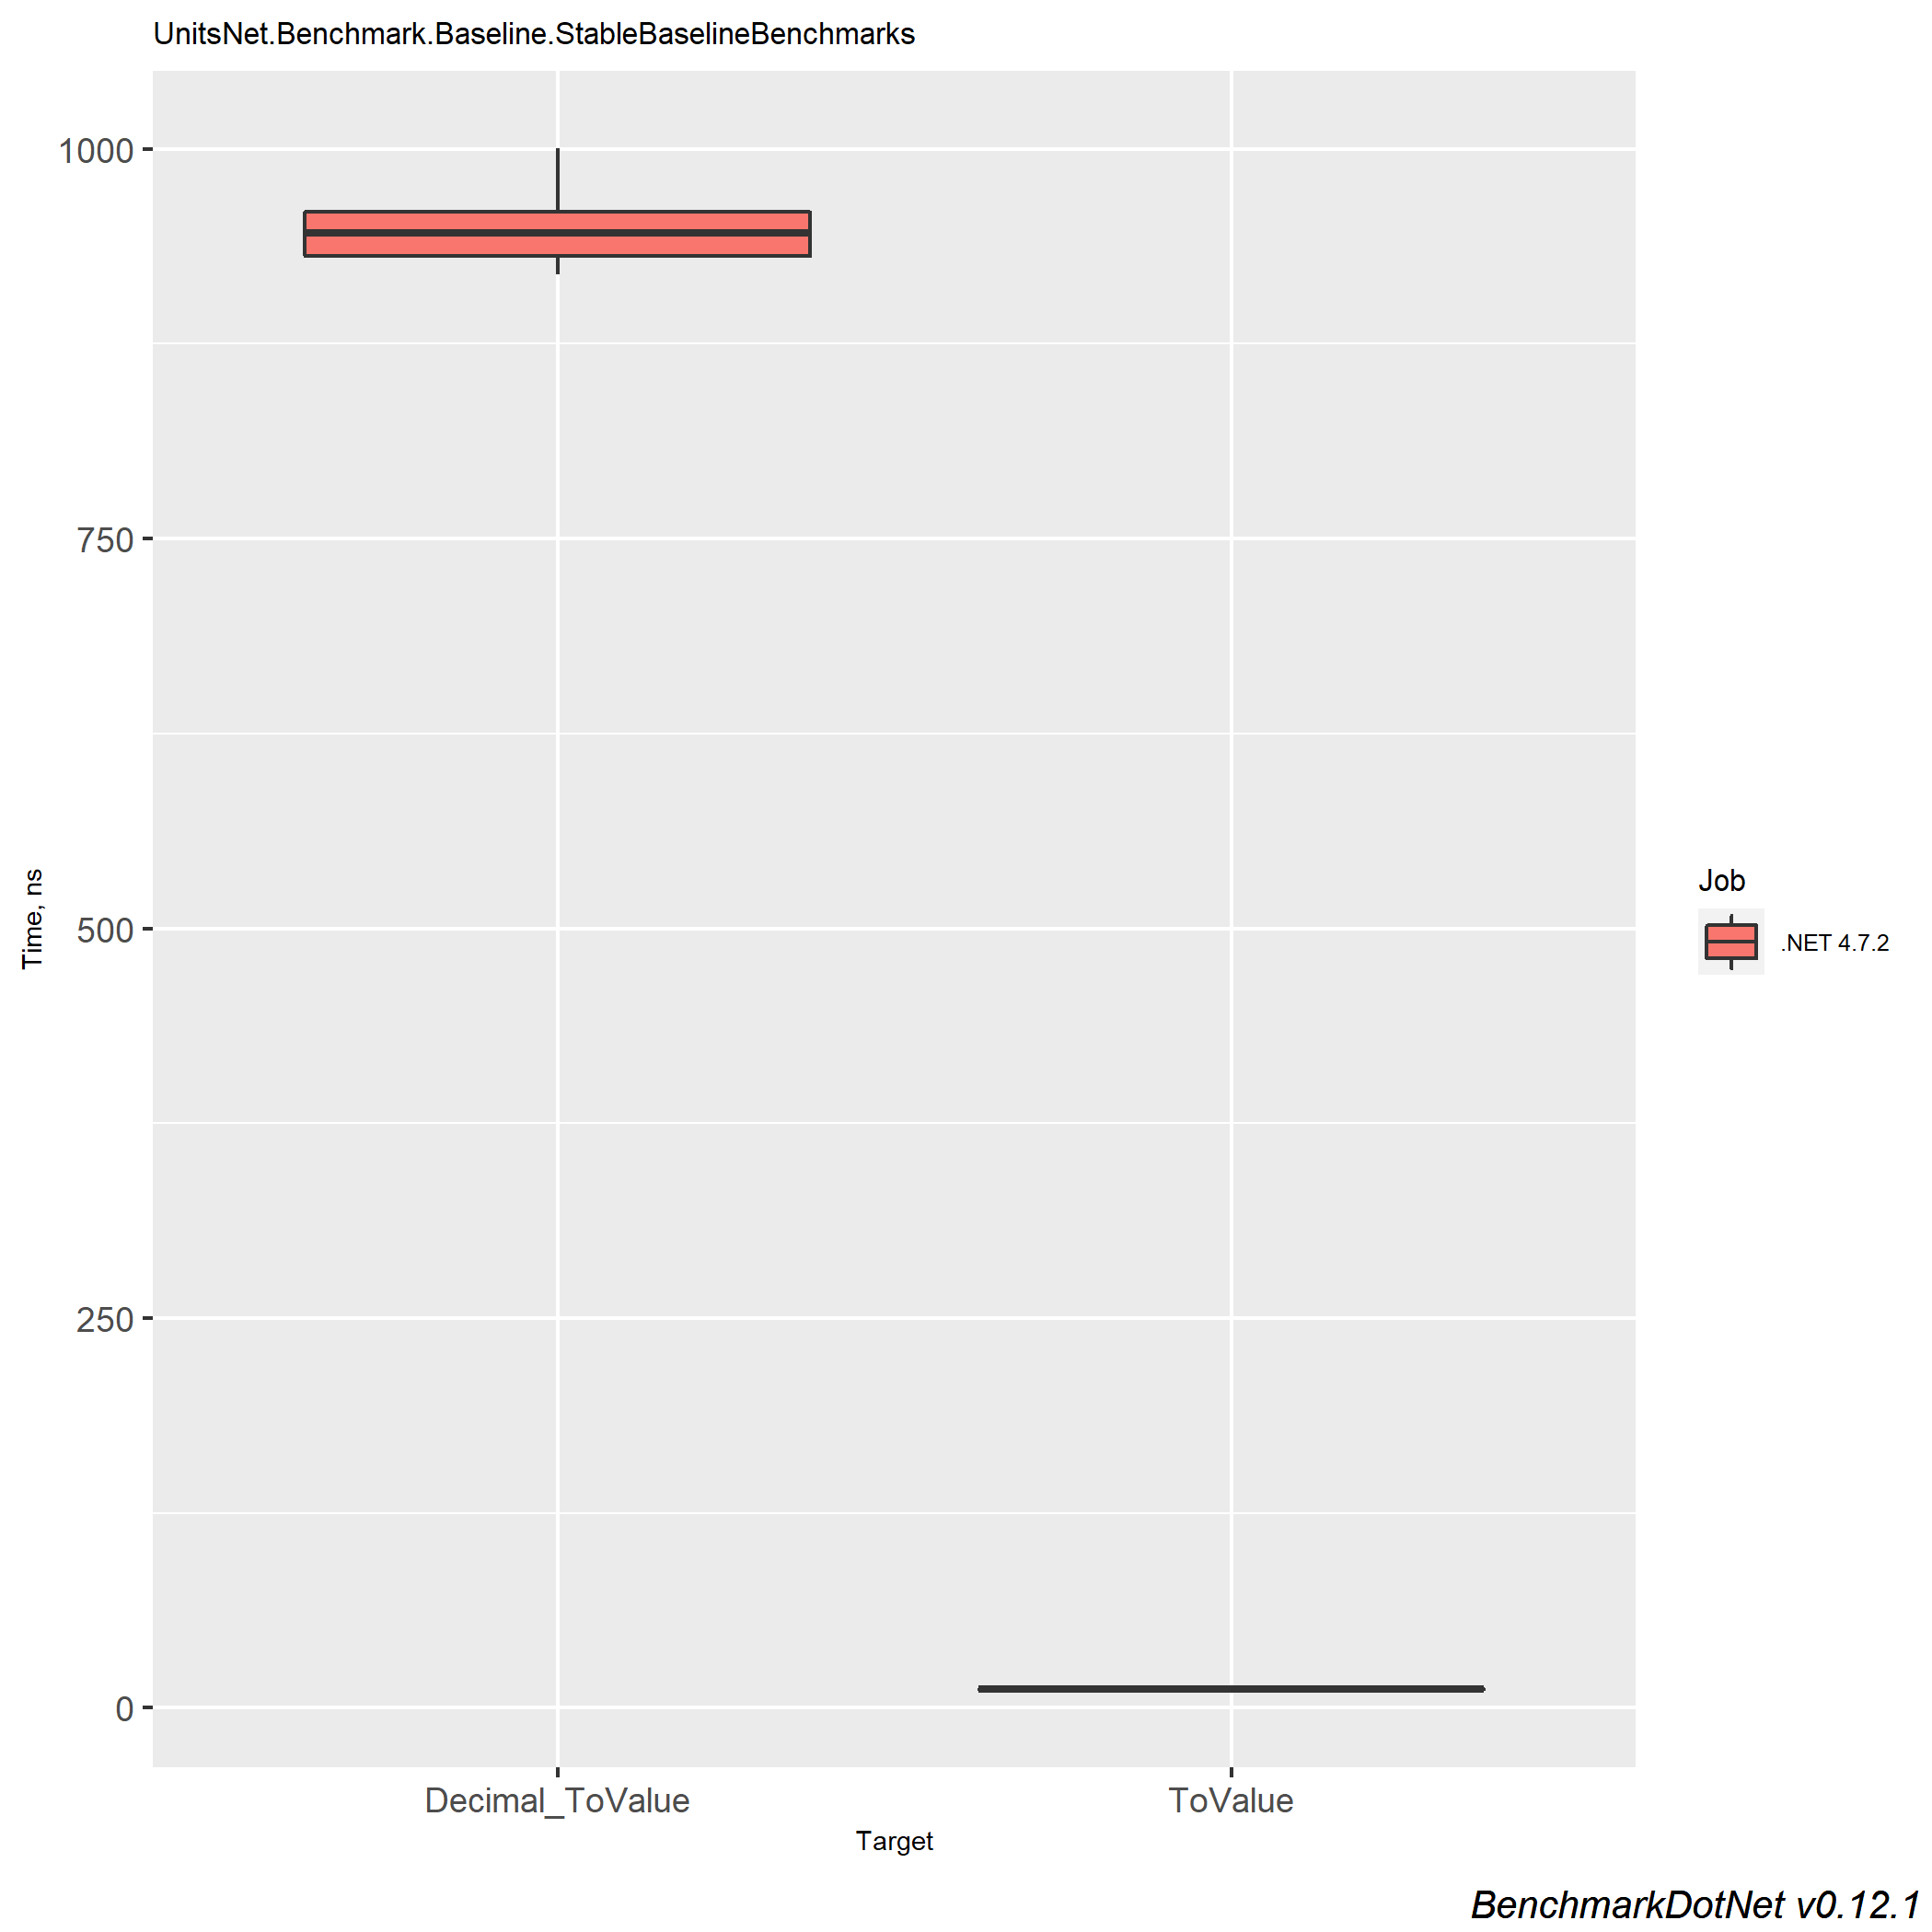 UnitsNet.Benchmark.Baseline.StableBaselineBenchmarks
1000
750
500
250
0
Time, ns
Decimal_ToValue
ToValue
Target
Job
.NET 4.7.2
BenchmarkDotNet v0.12.1